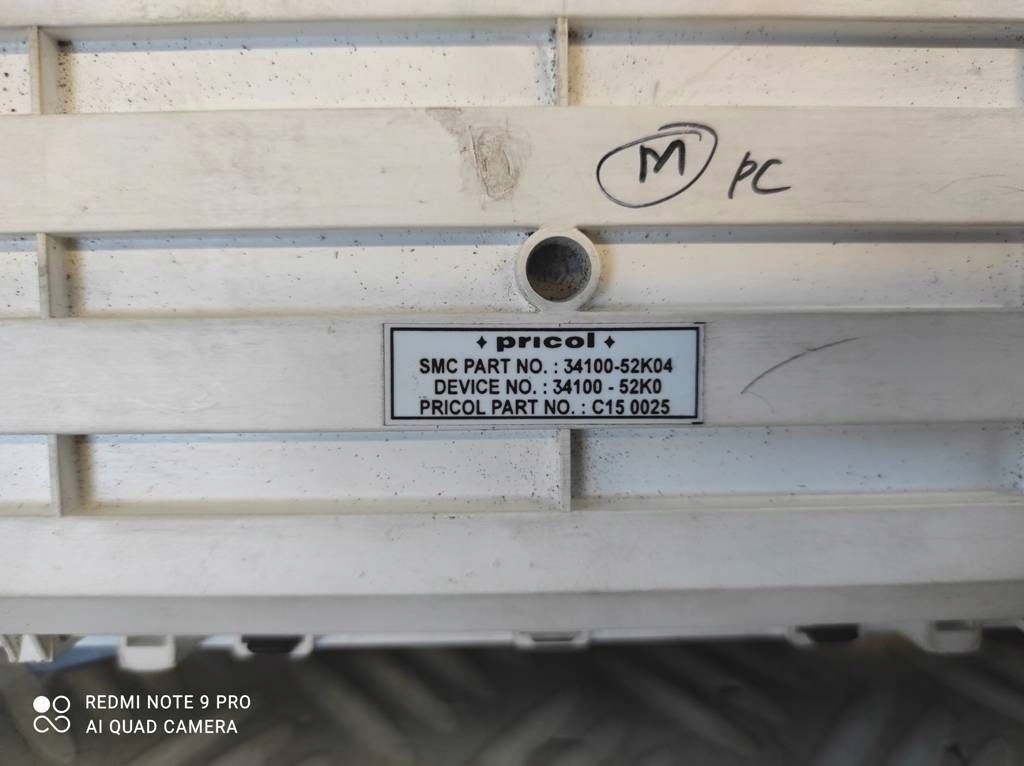 M PC
pricol
SMC PART NO. : 34100-52K04
DEVICE NO. : 34100 - 52K0
PRICOL PART NO. : C15 0025
REDMI NOTE 9 PRO
AI QUAD CAMERA